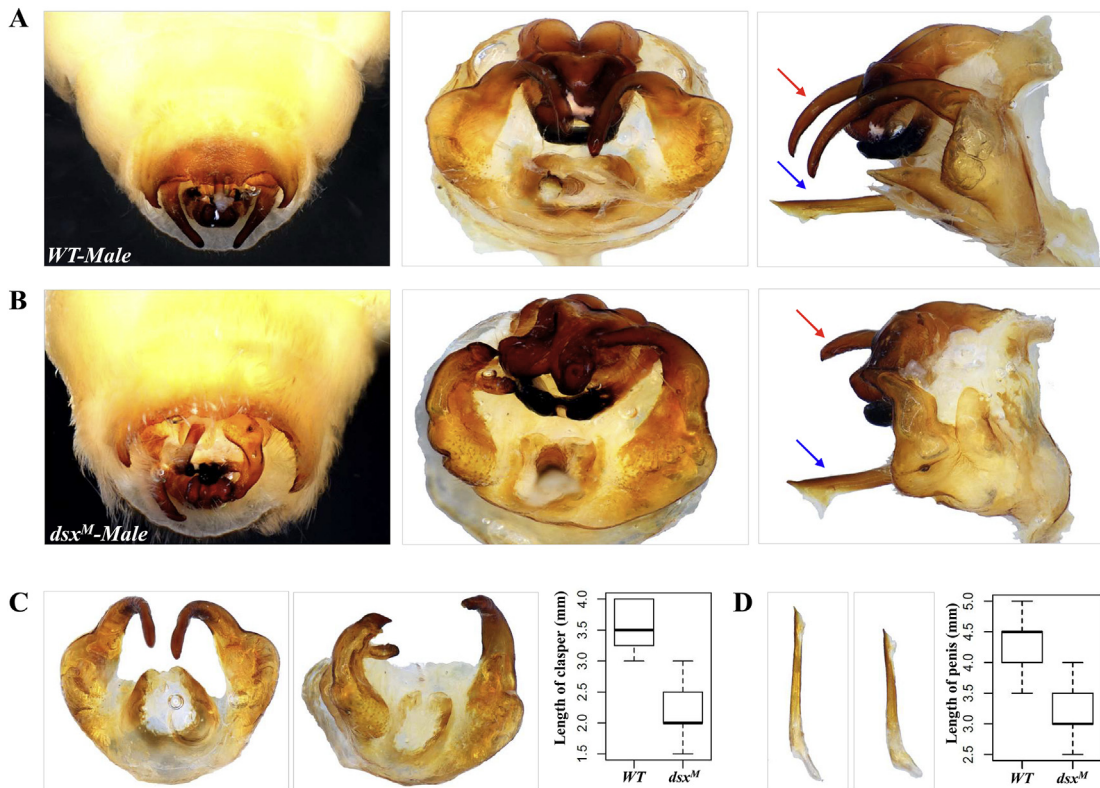 A
WT-Male
B
dsxM-Male
C
Length of clasper (mm)
4.0
3.5
3.0
2.5
2.0
1.5
WT
dsxM
D
Length of penis (mm)
5.0
4.5
4.0
3.5
3.0
2.5
WT
dsxM